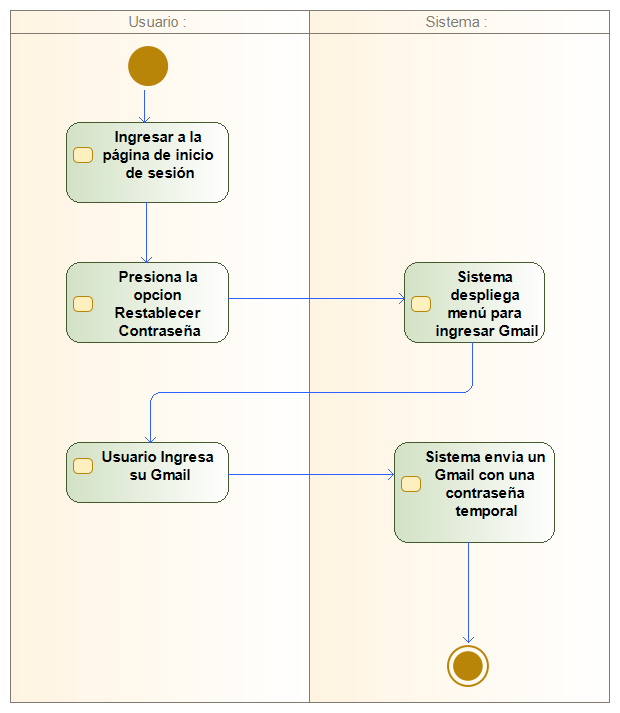 Usuario :
Sistema :
Ingresar a la
página de inicio
de sesión
Presiona la
opcion
Restablecer
Contraseña
Sistema
despliega
menú para
ingresar Gmail
Usuario Ingresa
su Gmail
Sistema envia un
Gmail con una
contraseña
temporal